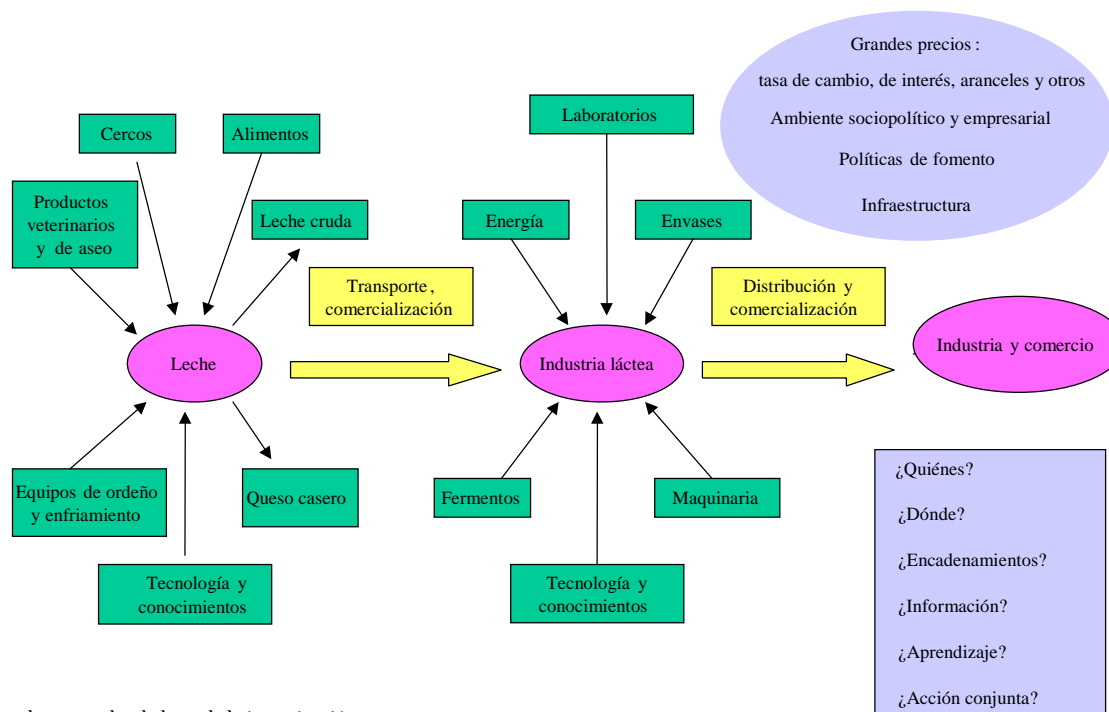 Grandes precios :
tasa de cambio, de interés, aranceles y otros
Ambiente sociopolítico y empresarial
Políticas de fomento
Infraestructura
Laboratorios
Cercos
Alimentos
Productos
veterinarios
y de aseo
Leche cruda
Energía
Envases
Transporte,
comercialización
Distribución y
comercialización
Leche
Industria láctea
Industria y comercio
Equipos de ordeño
y enfriamiento
Queso casero
Fermentos
Maquinaria
Tecnología y
conocimientos
Tecnología y
conocimientos
¿Quiénes?
¿Dónde?
¿Encadenamientos?
¿Información?
¿Aprendizaje?
¿Acción conjunta?